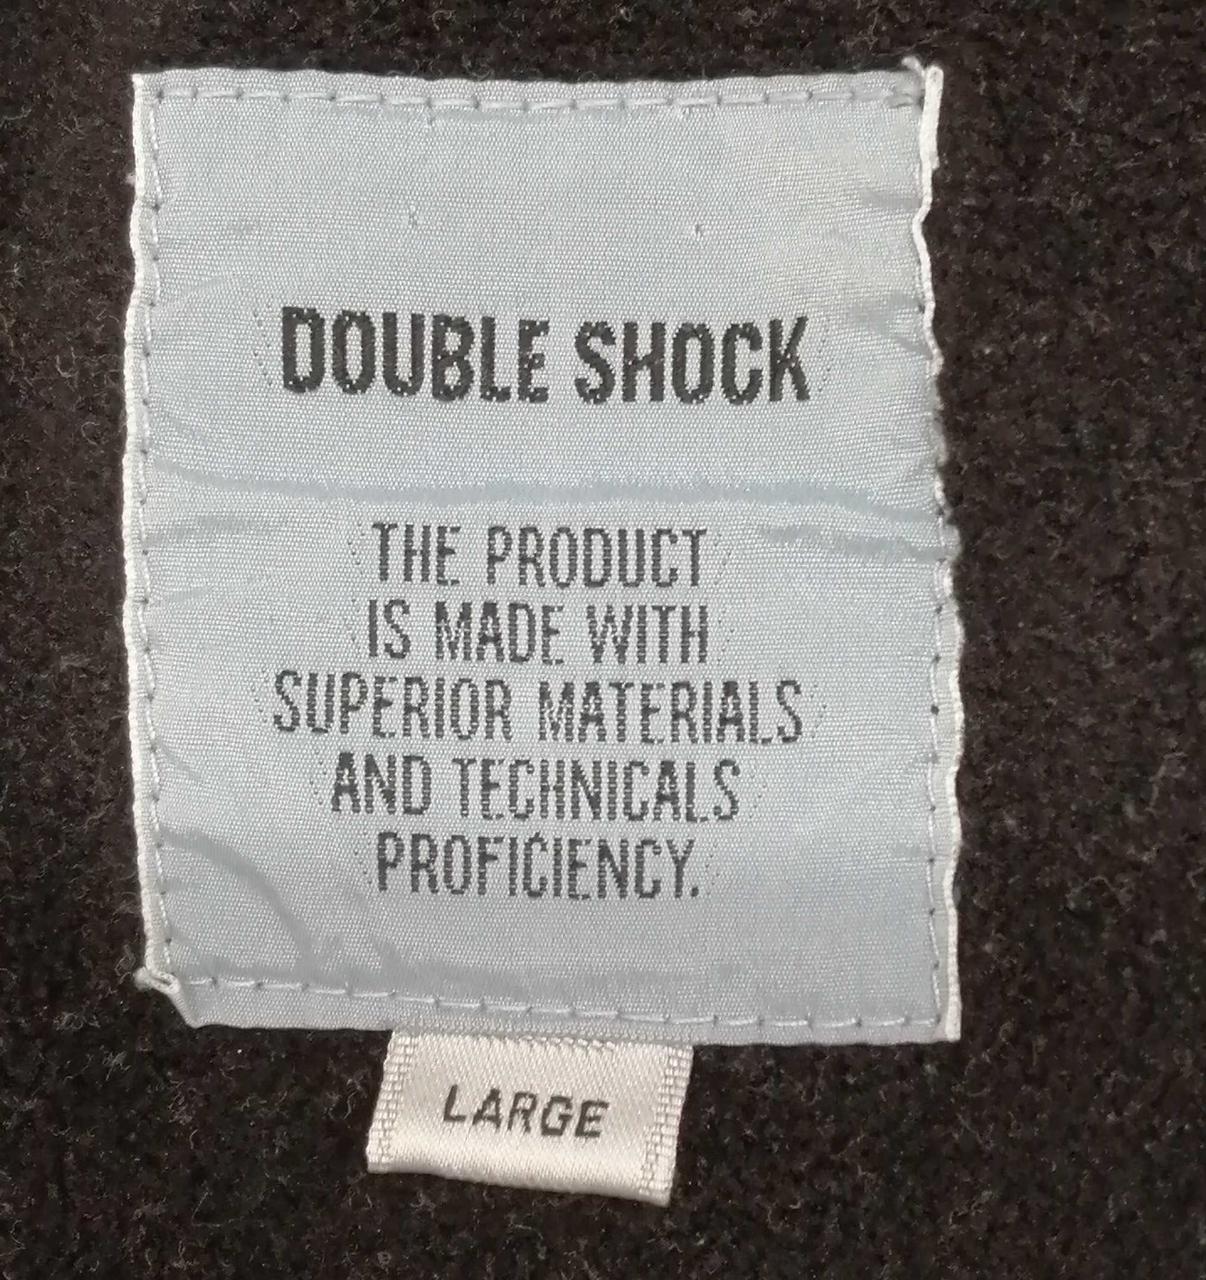 DOUBLE SHOCK
THE PRODUCT
IS MADE WITH
SUPERIOR MATERIALS
AND TECHNICALS
PROFICIENCY.
LARGE